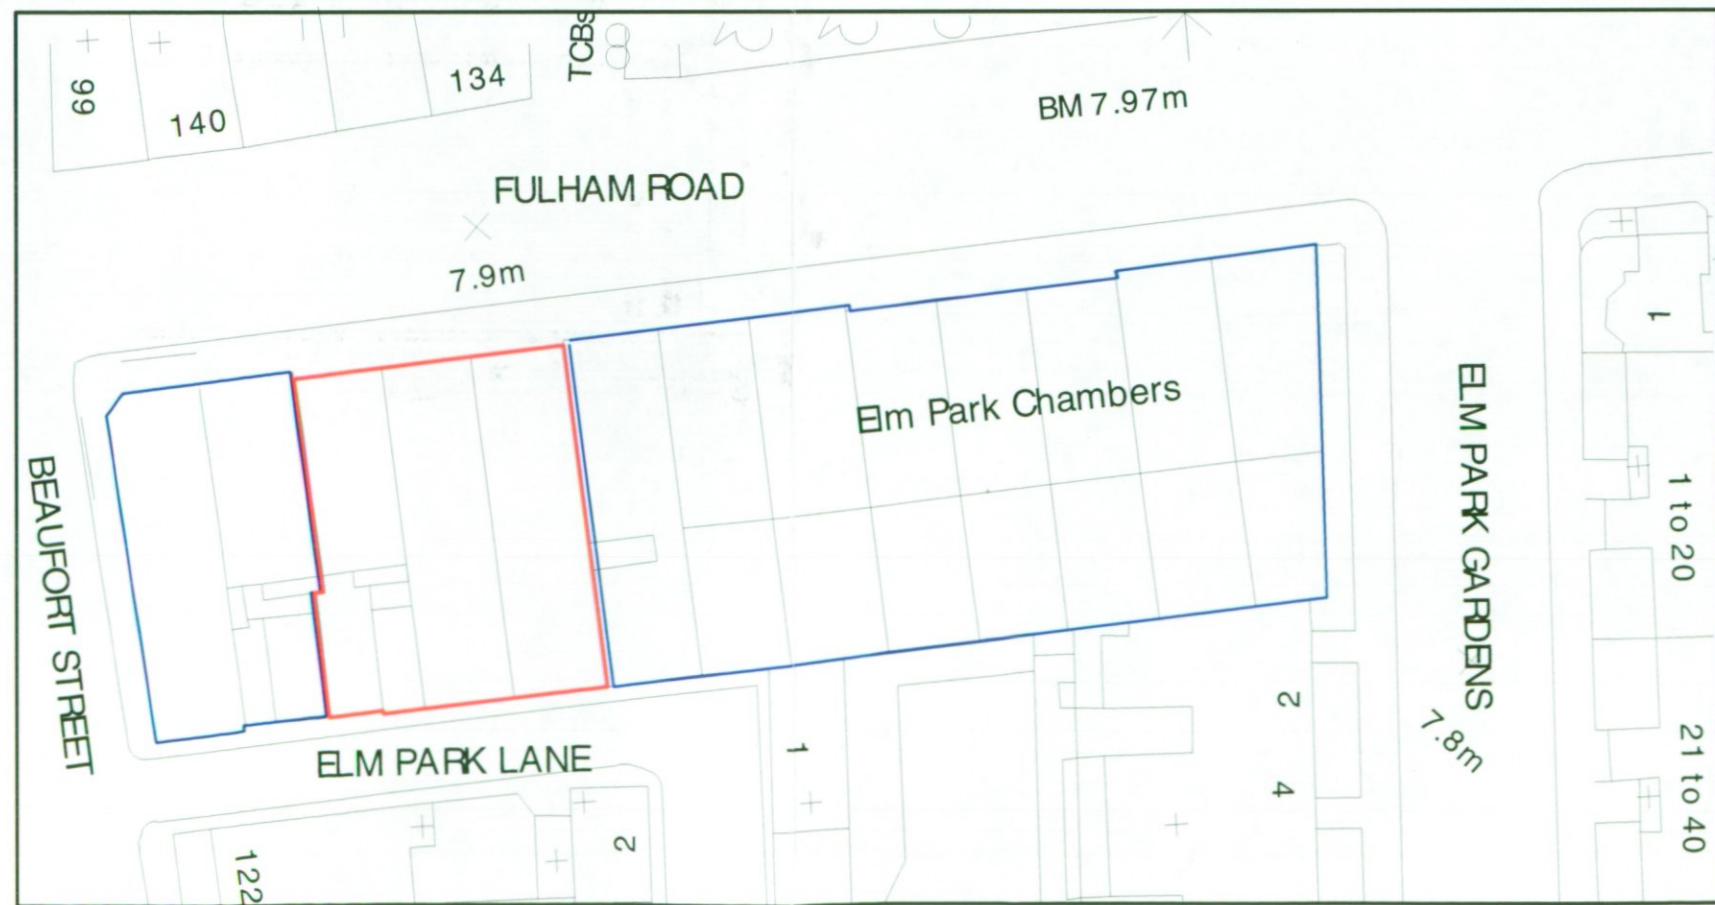 99
140
134
TCBs
BM 7.97m
FULHAM ROAD
7.9m
Elm Park Chambers
1
ELM PARK GARDENS
1 to 20
BEAUFORT STREET
ELM PARK LANE
1
2
4
7.8m
21 to 40
2
122